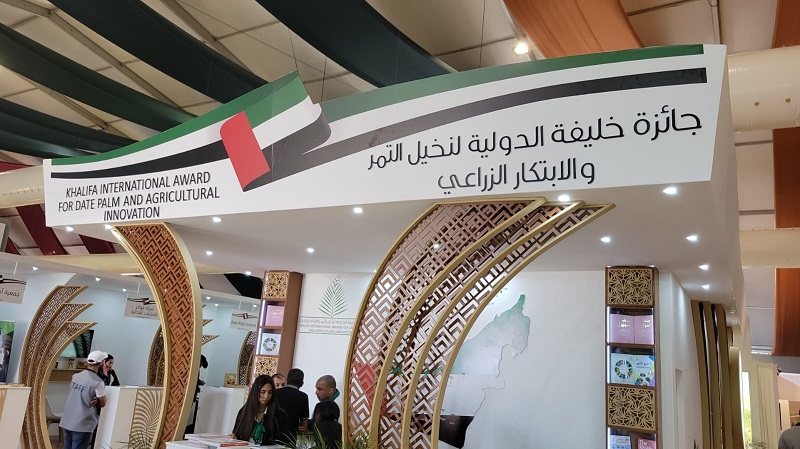 KHALIFA INTERNATIONAL AWARD
FOR DATE PALM AND AGRICULTURAL
INNOVATION
جائزة خليفة الدولية لنخيل التمر
والابتكار الزراعي